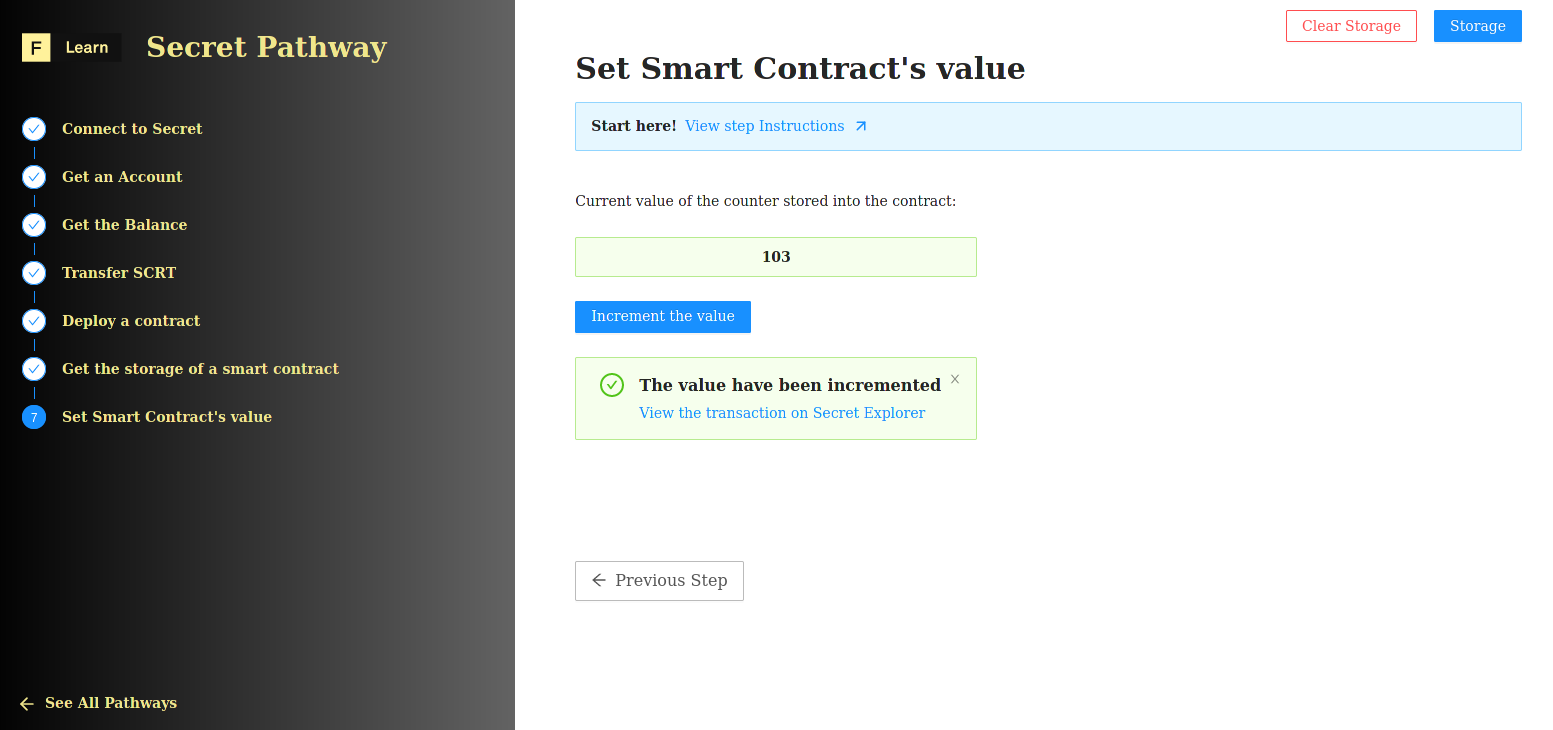 F Learn Secret Pathway
Connect to Secret
Get an Account
Get the Balance
Transfer SCRT
Deploy a contract
Get the storage of a smart contract
7 Set Smart Contract's value
See All Pathways
Clear Storage Storage
Set Smart Contract's value
Start here! View step Instructions
Current value of the counter stored into the contract:
103
Increment the value
The value have been incremented
View the transaction on Secret Explorer
Previous Step